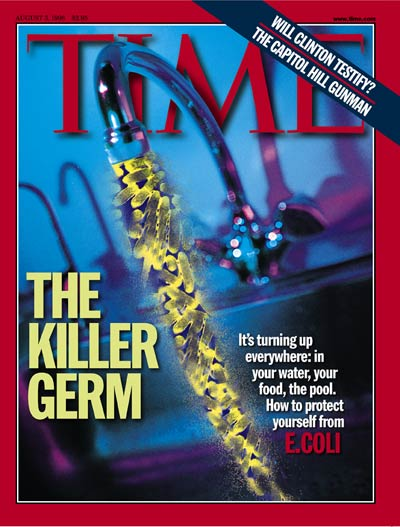 AUGUST 3, 1998 $2.95
www.time.com
WILL CLINTON TESTIFY?
THE CAPITOL HILL GUNMAN
TIME
THE
KILLER
GERM
It's turning up
everywhere: in
your water, your
food, the pool.
How to protect
yourself from
E.COLI